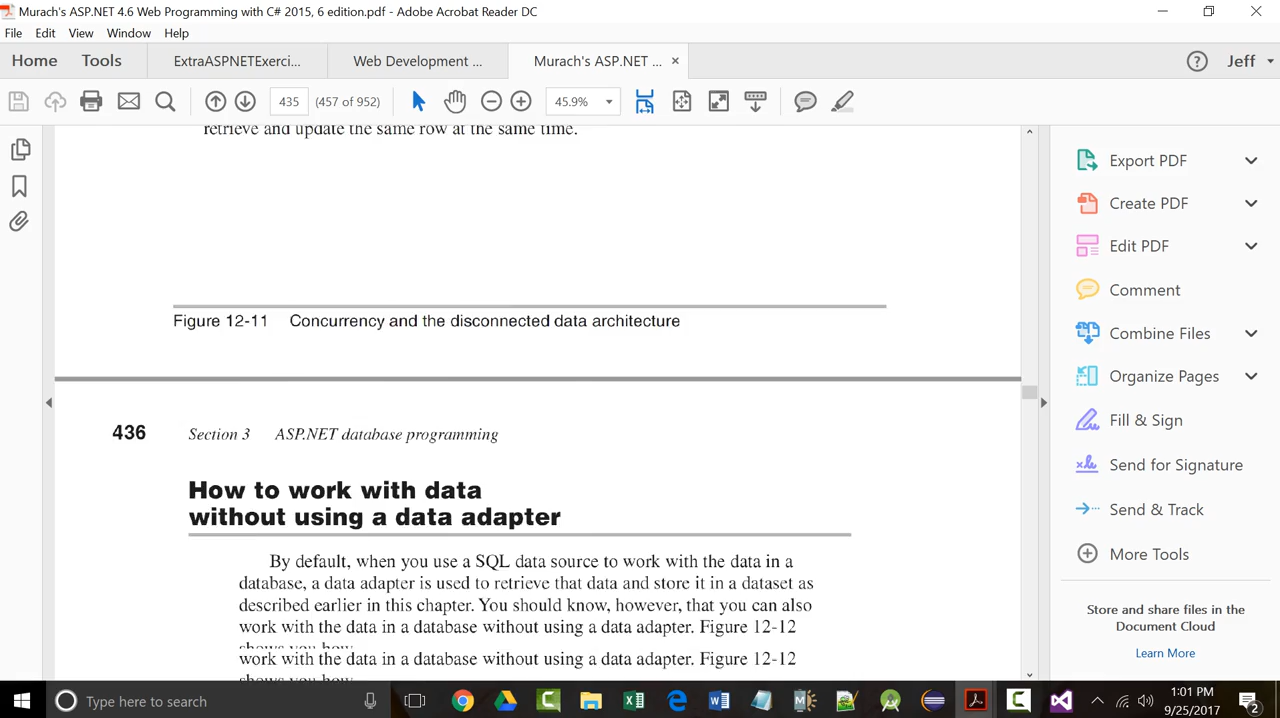 Murach's ASP.NET 4.6 Web Programming with C# 2015, 6 edition.pdf - Adobe Acrobat Reader DC
File Edit View Window Help
Home Tools ExtraASPNETExerci... Web Development ... Murach's ASP.NET ... × ? Jeff
435 (457 of 952) 45.9%
retrieve and update the same row at the same time.
Figure 12-11 Concurrency and the disconnected data architecture
436 Section 3 ASP.NET database programming
How to work with data
without using a data adapter
By default, when you use a SQL data source to work with the data in a
database, a data adapter is used to retrieve that data and store it in a dataset as
described earlier in this chapter. You should know, however, that you can also
work with the data in a database without using a data adapter. Figure 12-12
shows you how
work with the data in a database without using a data adapter. Figure 12-12
shows you how
Export PDF
Create PDF
Edit PDF
Comment
Combine Files
Organize Pages
Fill & Sign
Send for Signature
Send & Track
More Tools
Store and share files in the
Document Cloud
Learn More
Type here to search
1:01 PM
9/25/2017
2